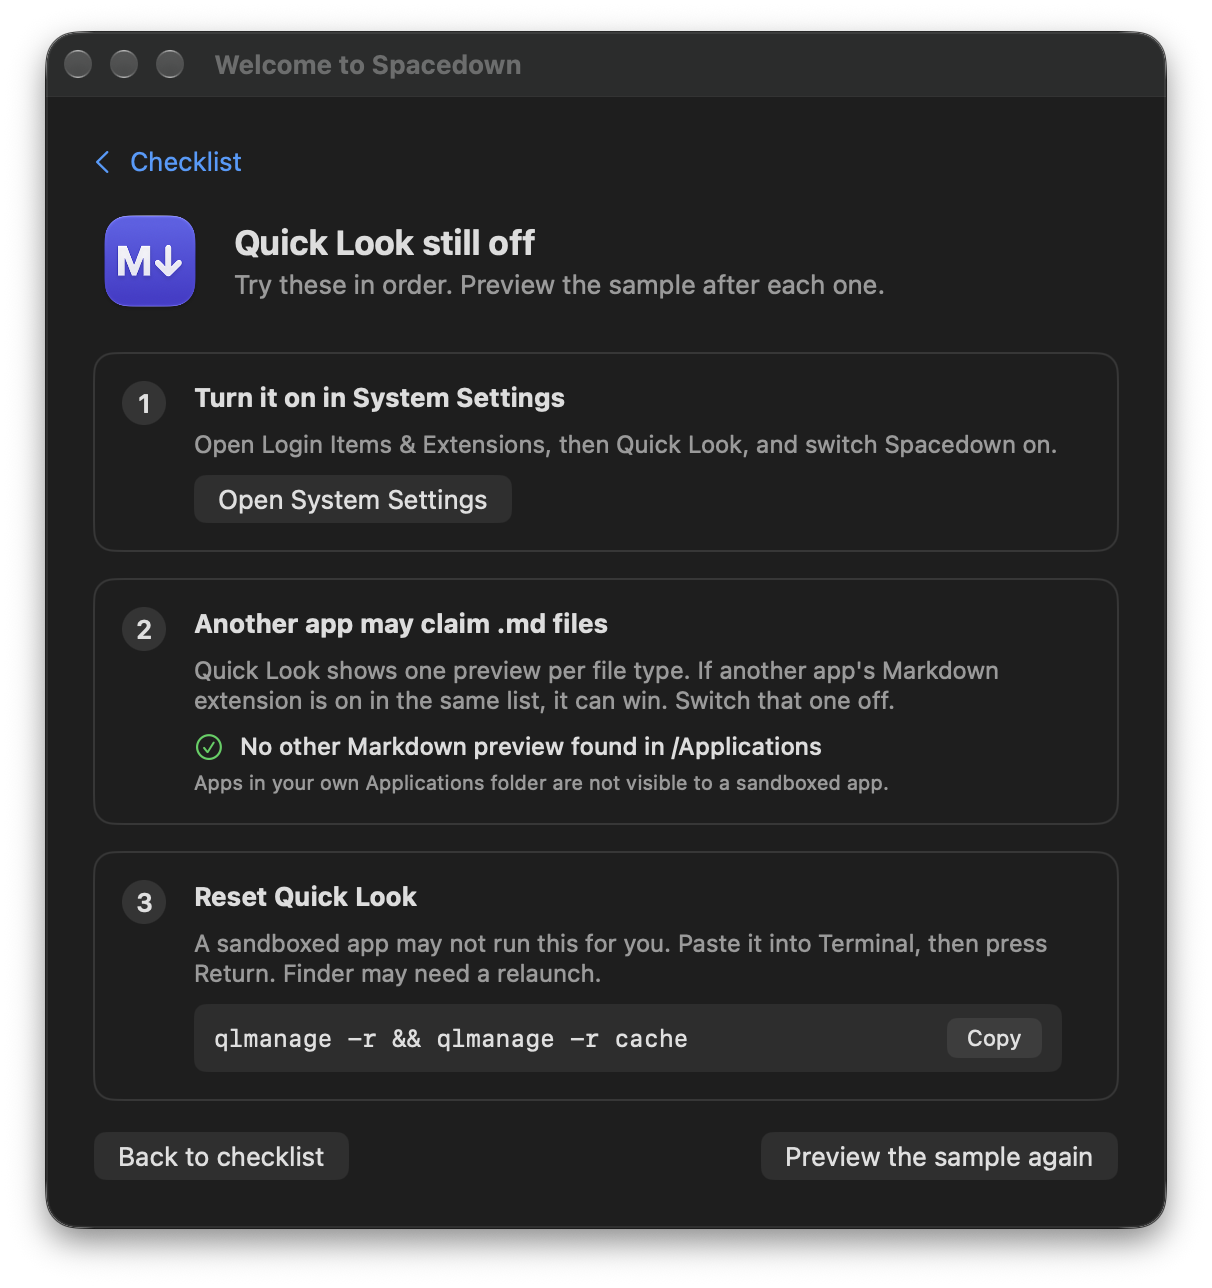 Welcome to Spacedown
Checklist
M↓
Quick Look still off
Try these in order. Preview the sample after each one.
1
Turn it on in System Settings
Open Login Items & Extensions, then Quick Look, and switch Spacedown on.
Open System Settings
2
Another app may claim .md files
Quick Look shows one preview per file type. If another app's Markdown
extension is on in the same list, it can win. Switch that one off.
No other Markdown preview found in /Applications
Apps in your own Applications folder are not visible to a sandboxed app.
3
Reset Quick Look
A sandboxed app may not run this for you. Paste it into Terminal, then press
Return. Finder may need a relaunch.
qlmanage -r && qlmanage -r cache
Copy
Back to checklist
Preview the sample again